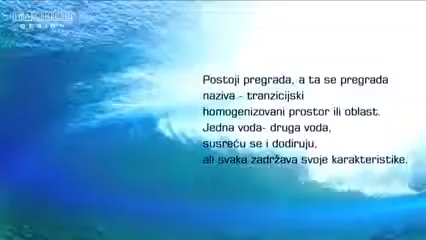 DESIGN
Postoji pregrada, a ta se pregrada
naziva - tranzicijski
homogenizovani prostor ili oblast.
Jedna voda- druga voda,
susreću se i dodiruju,
ali svaka zadržava svoje karakteristike.